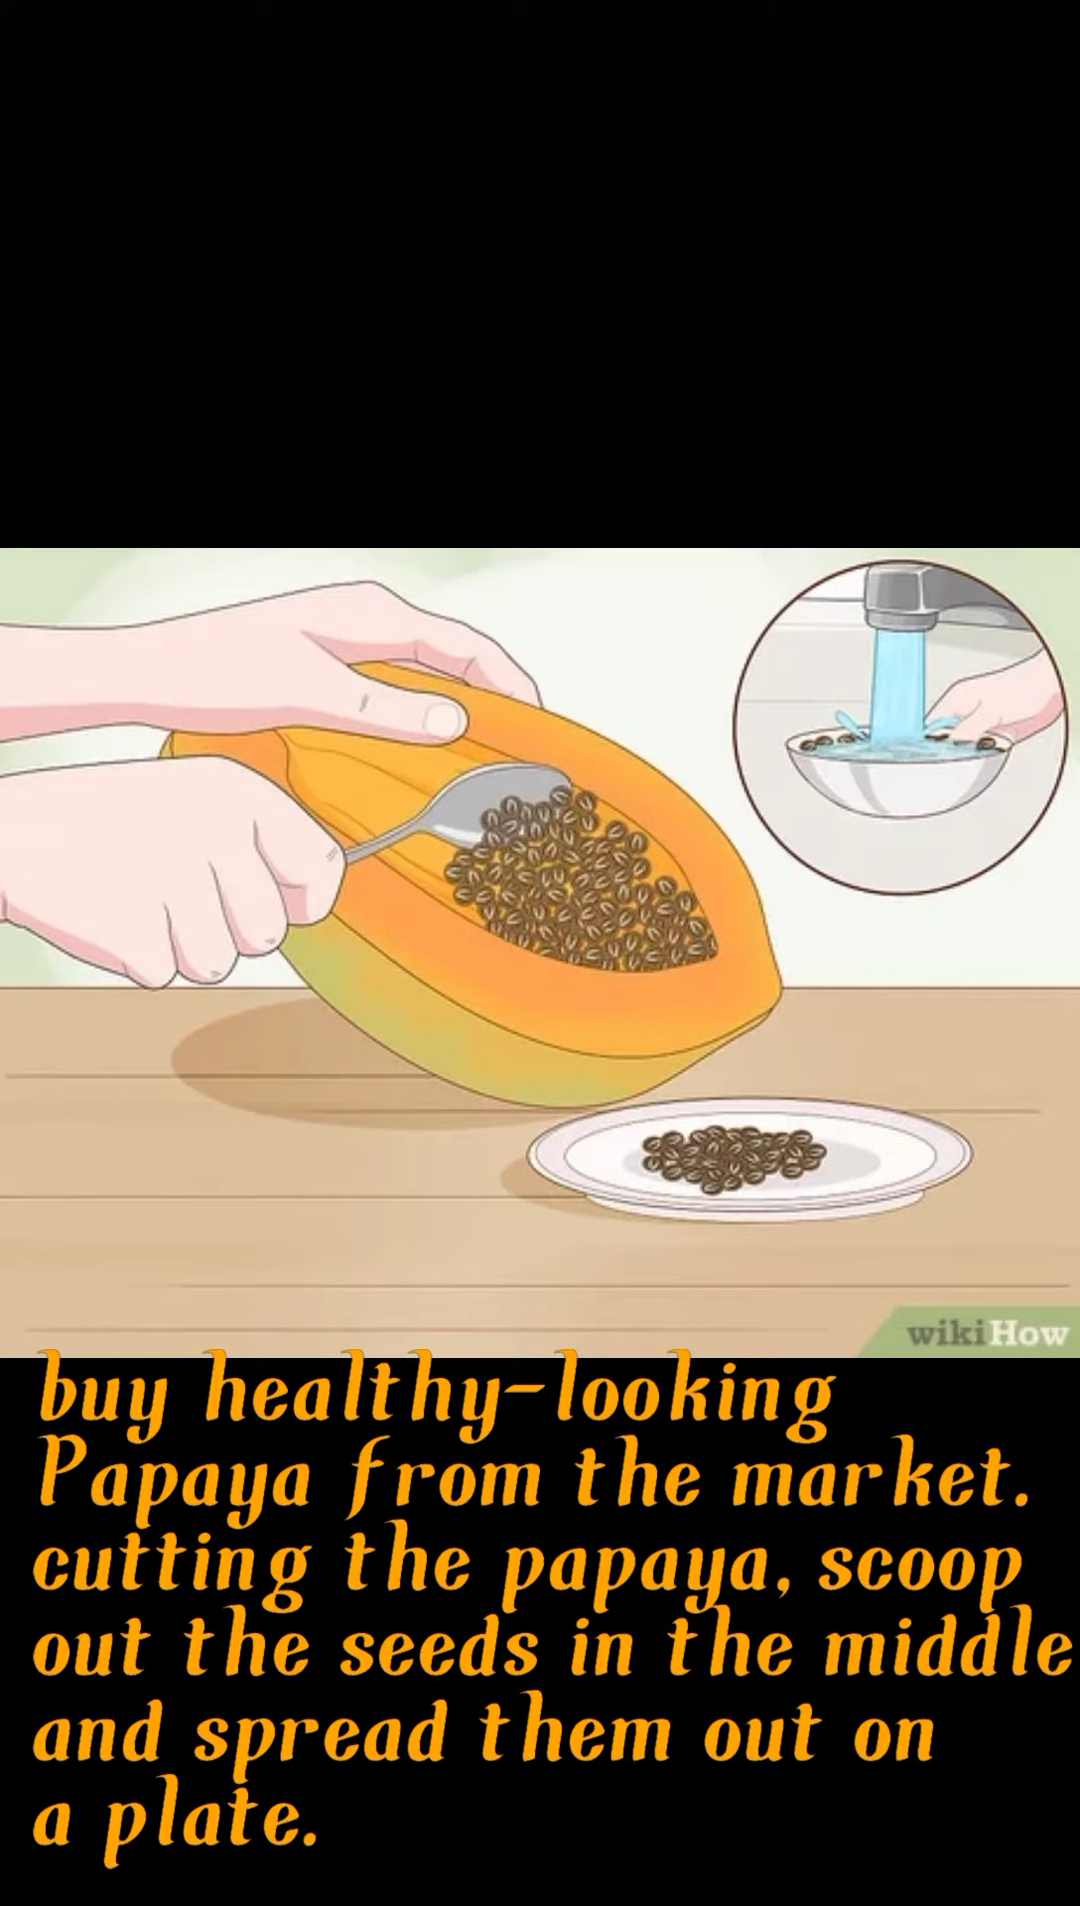 wikiHow
buy healthy-looking
Papaya from the market.
cutting the papaya, scoop
out the seeds in the middle
and spread them out on
a plate.